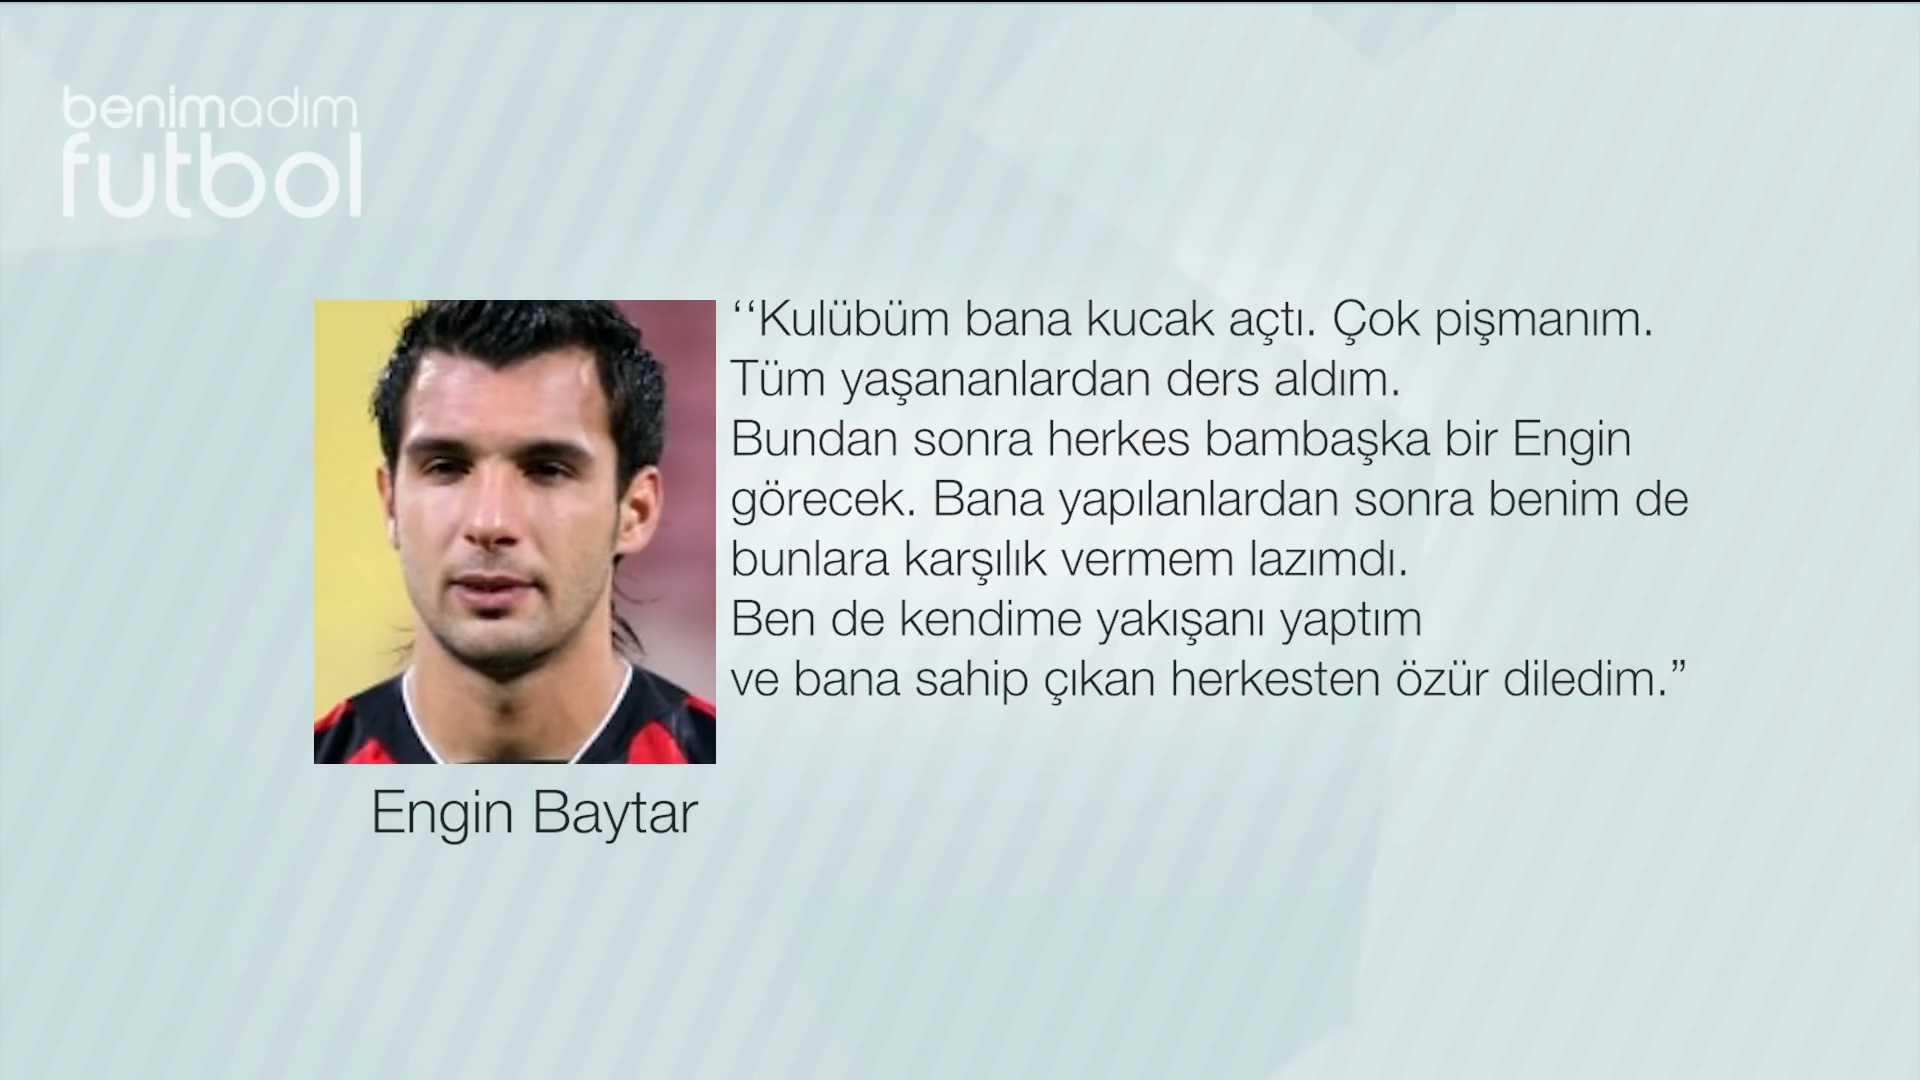 benimadım
futbol
‘‘Kulübüm bana kucak açtı. Çok pişmanım.
Tüm yaşananlardan ders aldım.
Bundan sonra herkes bambaşka bir Engin
görecek. Bana yapılanlardan sonra benim de
bunlara karşılık vermem lazımdı.
Ben de kendime yakışanı yaptım
ve bana sahip çıkan herkesten özür diledim.”
Engin Baytar